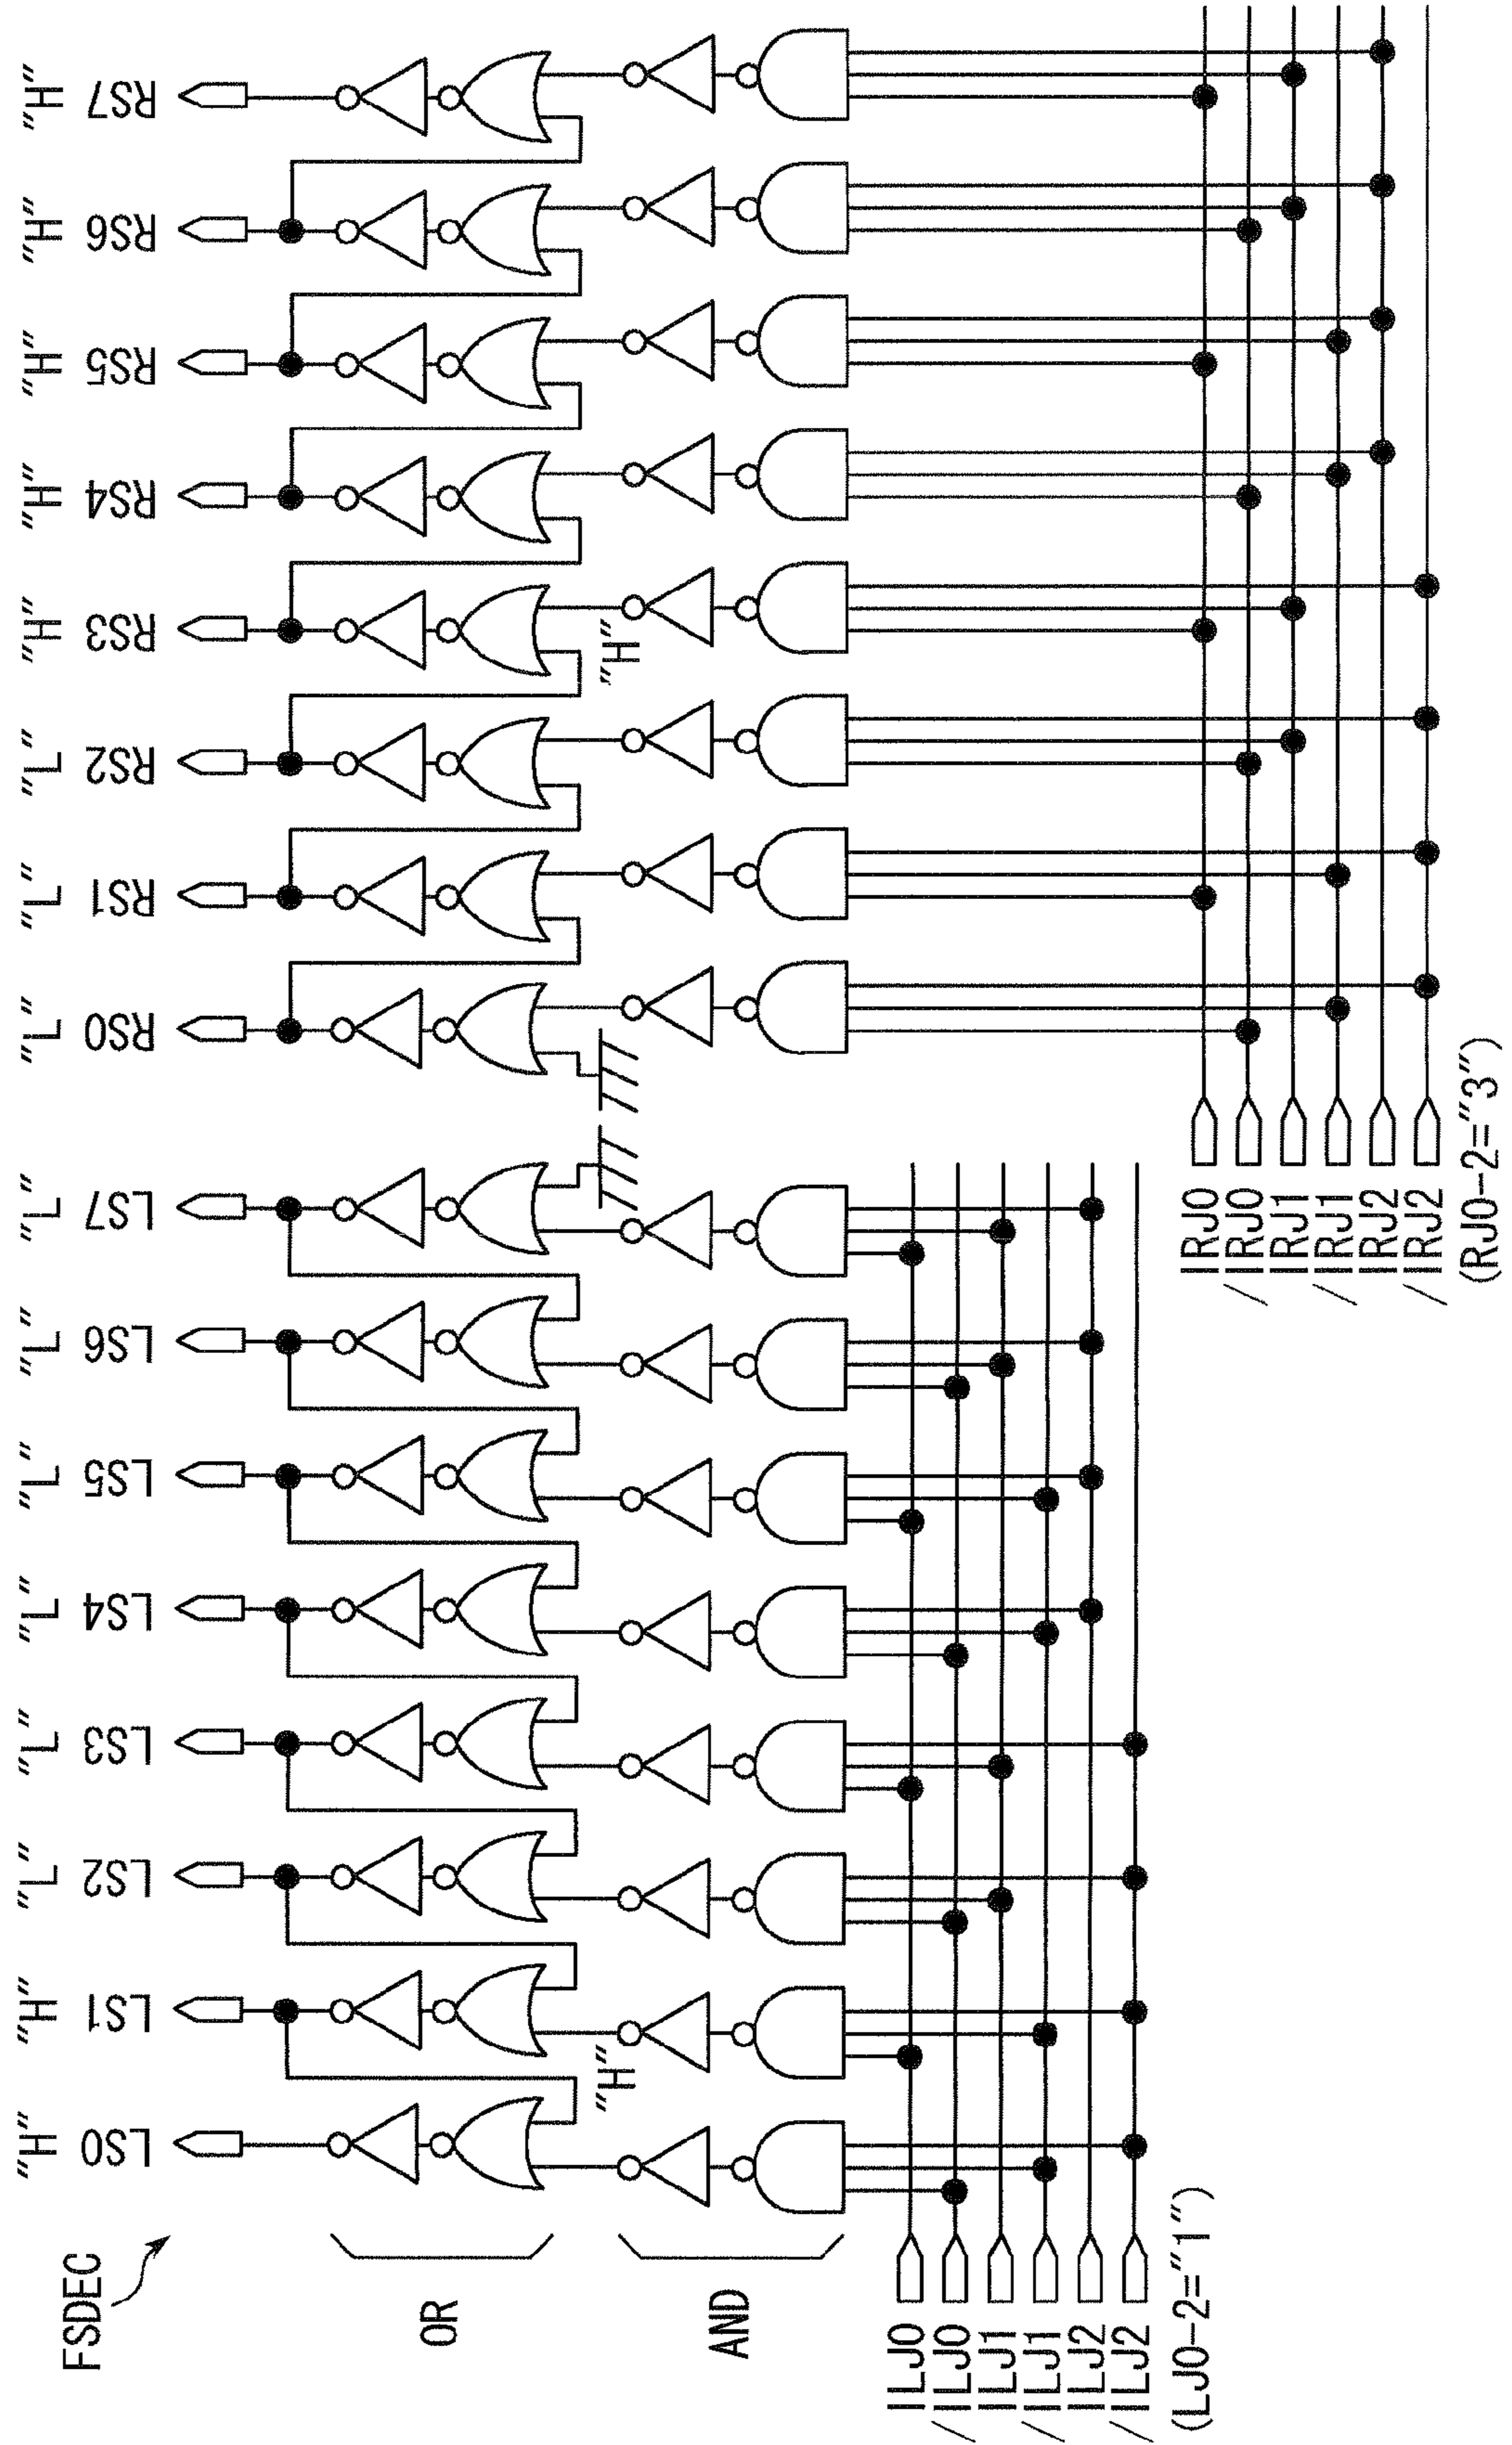 FSDEC
"H" "H" "L" "L" "L" "L" "L" "L" "L" "L" "L" "H" "H" "H" "H" "H"
LS0 LS1 LS2 LS3 LS4 LS5 LS6 LS7 RS0 RS1 RS2 RS3 RS4 RS5 RS6 RS7
OR
"H" "H"
AND
ILJ0
/ILJ0
ILJ1
/ILJ1
ILJ2
/ILJ2
(LJ0-2="1")
IRJ0
/IRJ0
IRJ1
/IRJ1
IRJ2
/IRJ2
(RJ0-2="3")